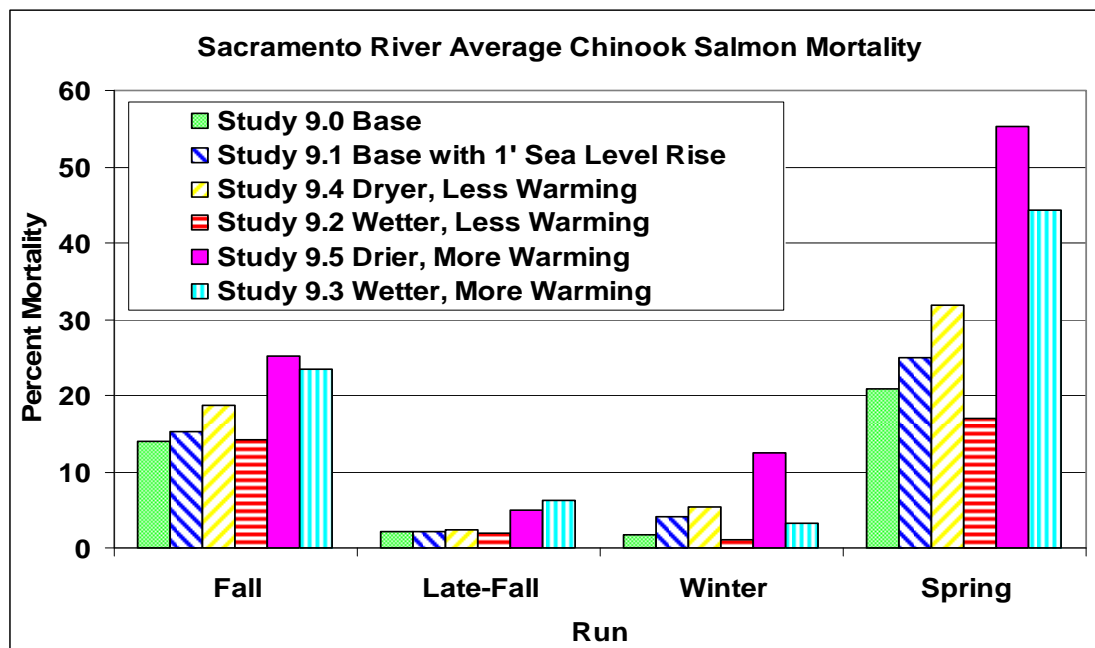 Sacramento River Average Chinook Salmon Mortality
60
50
40
30
20
10
0
Percent Mortality
Study 9.0 Base
Study 9.1 Base with 1' Sea Level Rise
Study 9.4 Dryer, Less Warming
Study 9.2 Wetter, Less Warming
Study 9.5 Drier, More Warming
Study 9.3 Wetter, More Warming
Fall
Late-Fall
Winter
Spring
Run